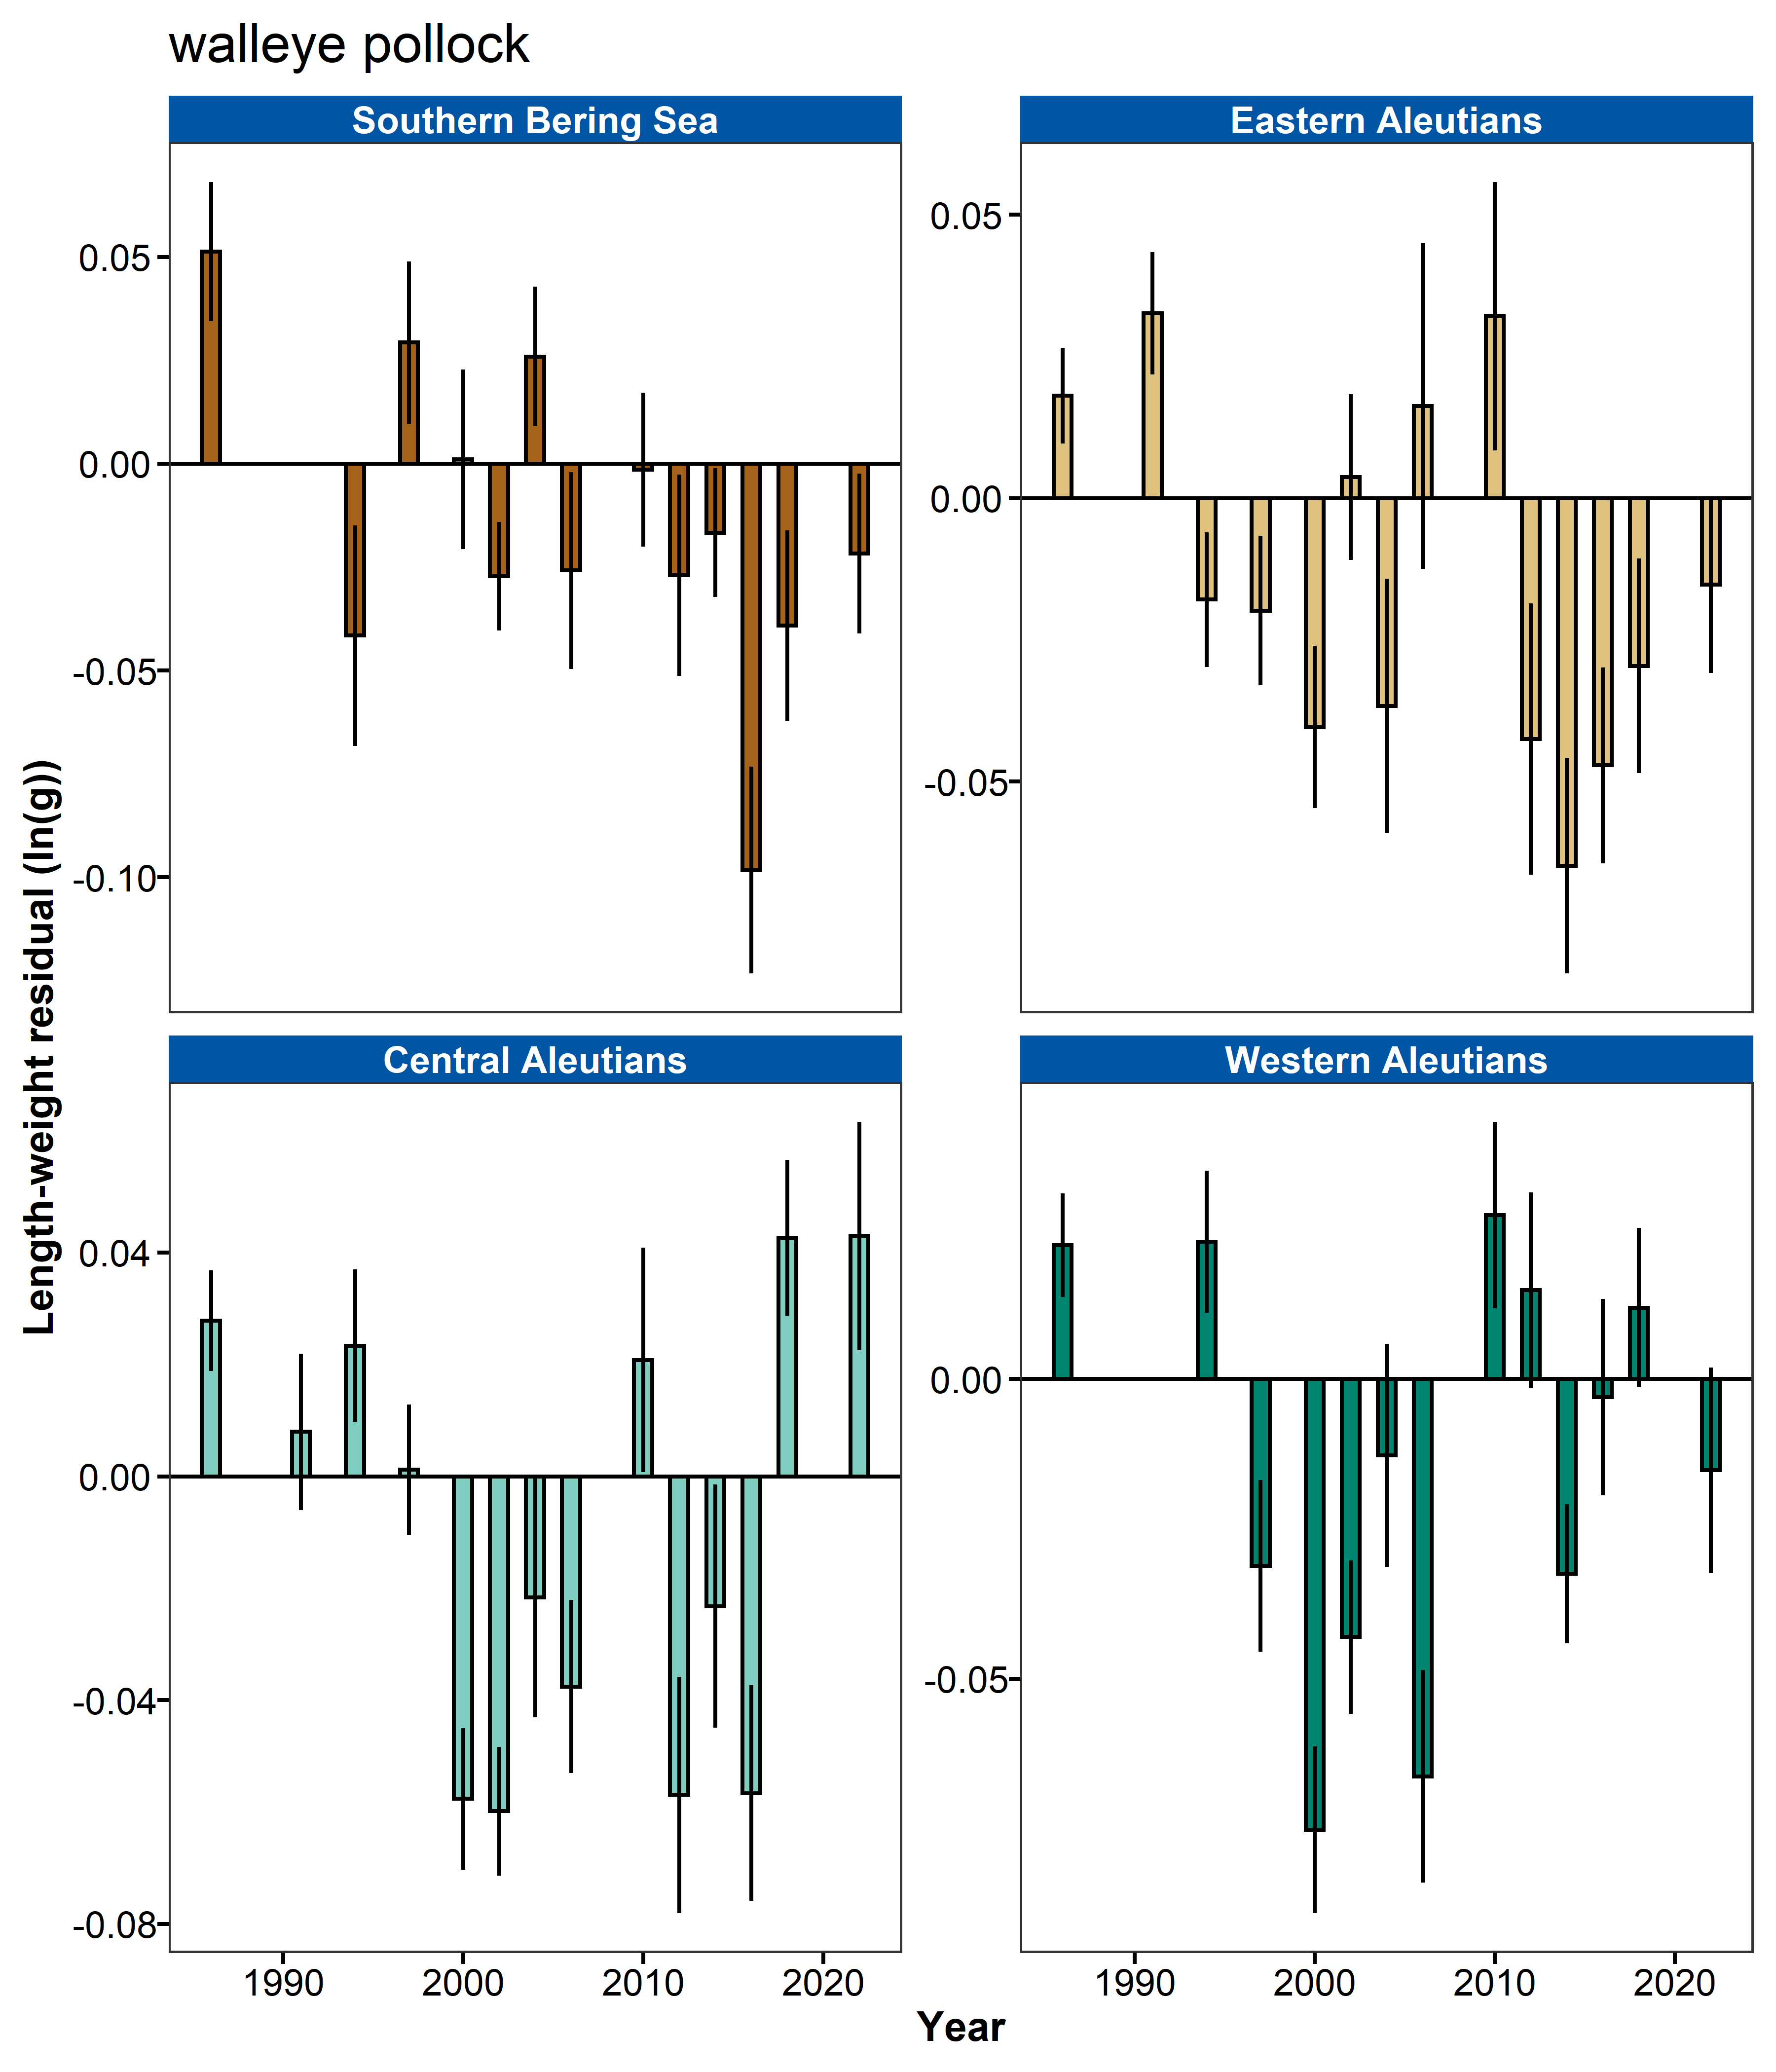 walleye pollock
Southern Bering Sea
Eastern Aleutians
0.05
0.00
-0.05
-0.10
0.05
0.00
-0.05
Length-weight residual (ln(g))
Central Aleutians
Western Aleutians
0.04
0.00
-0.04
-0.08
0.00
-0.05
1990 2000 2010 2020
1990 2000 2010 2020
Year